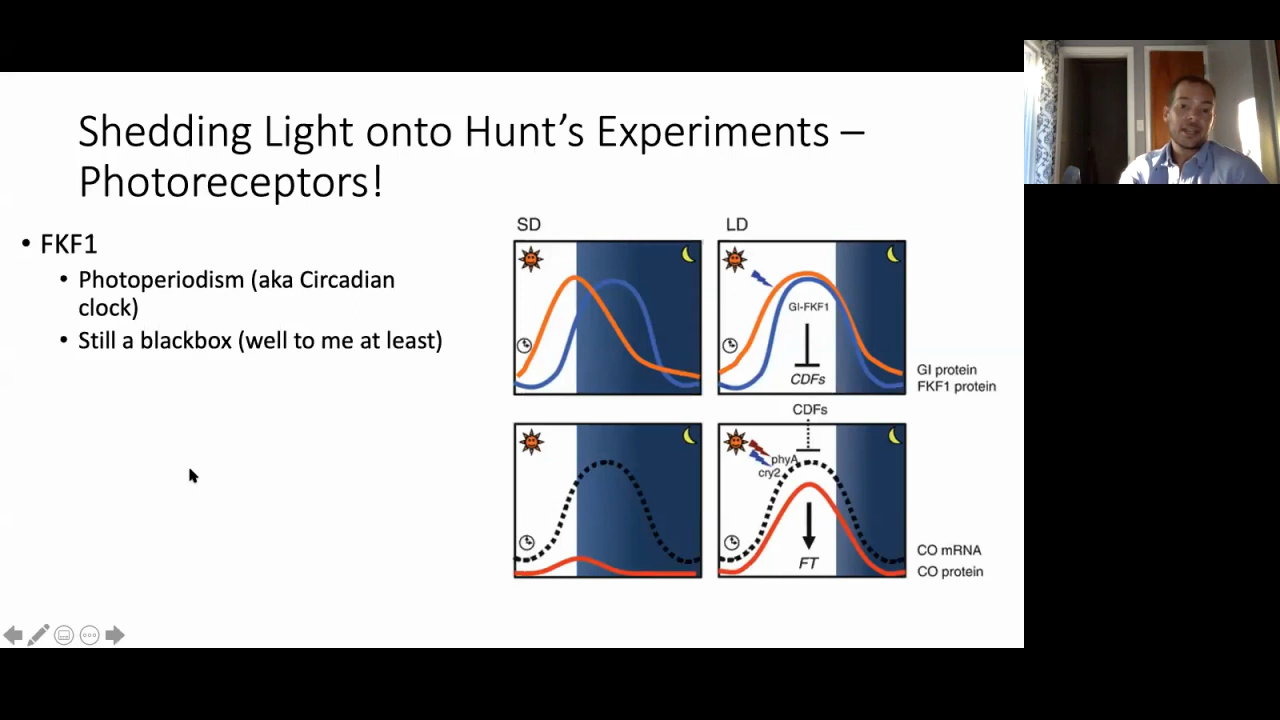 Shedding Light onto Hunt’s Experiments –
Photoreceptors!
• FKF1
• Photoperiodism (aka Circadian
clock)
• Still a blackbox (well to me at least)
SD
LD
GI-FKF1
CDFs
GI protein
FKF1 protein
CDFs
phyA
cry2
FT
CO mRNA
CO protein